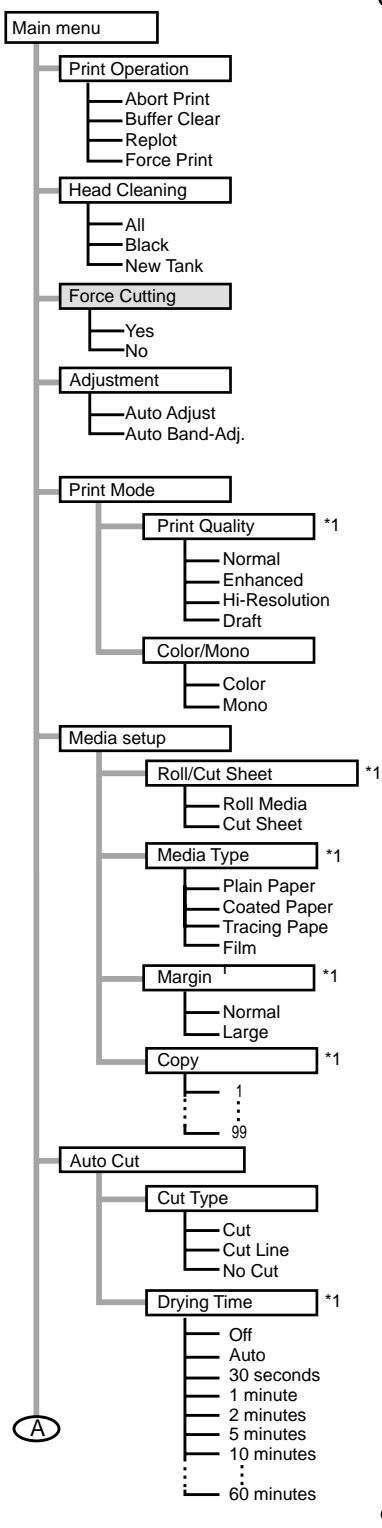 Main menu
Print Operation
Abort Print
Buffer Clear
Replot
Force Print
Head Cleaning
All
Black
New Tank
Force Cutting
Yes
No
Adjustment
Auto Adjust
Auto Band-Adj.
Print Mode
Print Quality *1
Normal
Enhanced
Hi-Resolution
Draft
Color/Mono
Color
Mono
Media setup
Roll/Cut Sheet *1
Roll Media
Cut Sheet
Media Type *1
Plain Paper
Coated Paper
Tracing Pape
Film
Margin r *1
Normal
Large
Copy *1
1
99
Auto Cut
Cut Type
Cut
Cut Line
No Cut
Drying Time *1
Off
Auto
30 seconds
1 minute
2 minutes
5 minutes
10 minutes
60 minutes
A